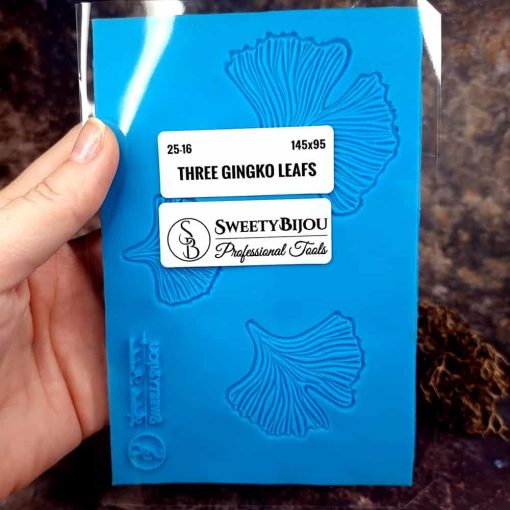 25-16 145x95
THREE GINGKO LEAFS
SB SWEETYBIJOU
Professional Tools